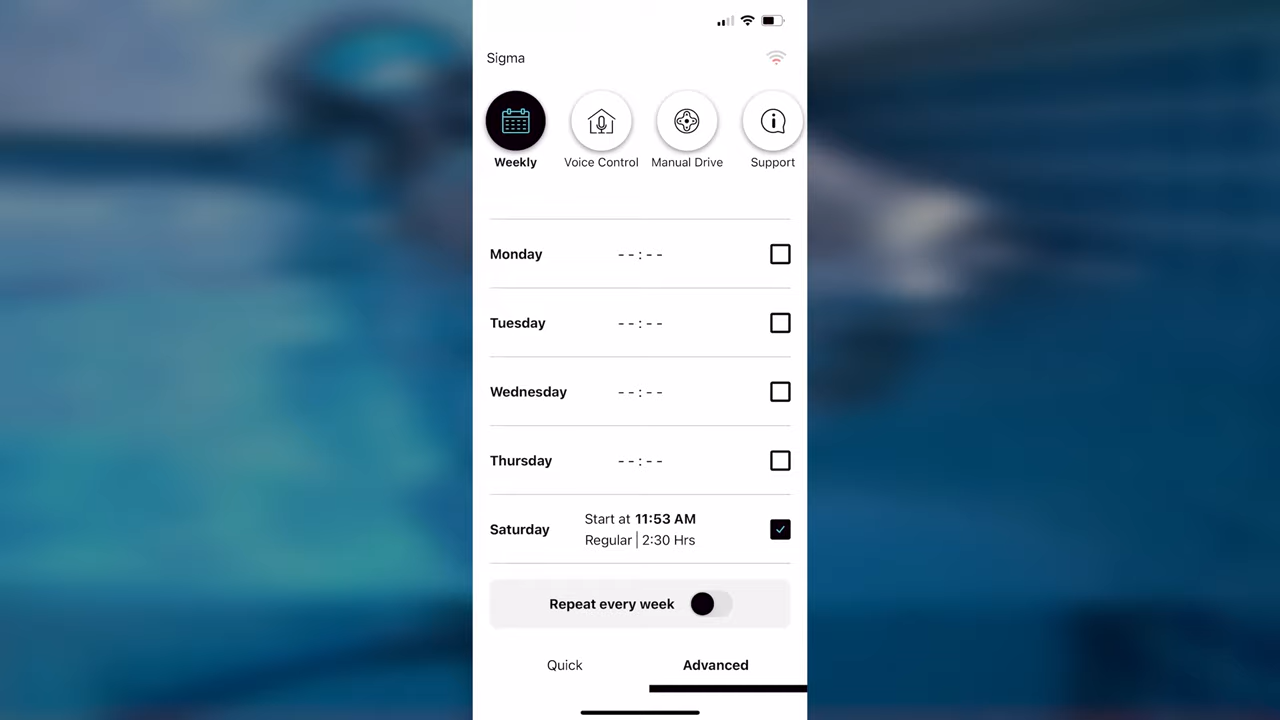 Sigma
Weekly
Voice Control
Manual Drive
Support
Monday --:--
Tuesday --:--
Wednesday --:--
Thursday --:--
Saturday
Start at 11:53 AM
Regular | 2:30 Hrs
Repeat every week
Quick
Advanced